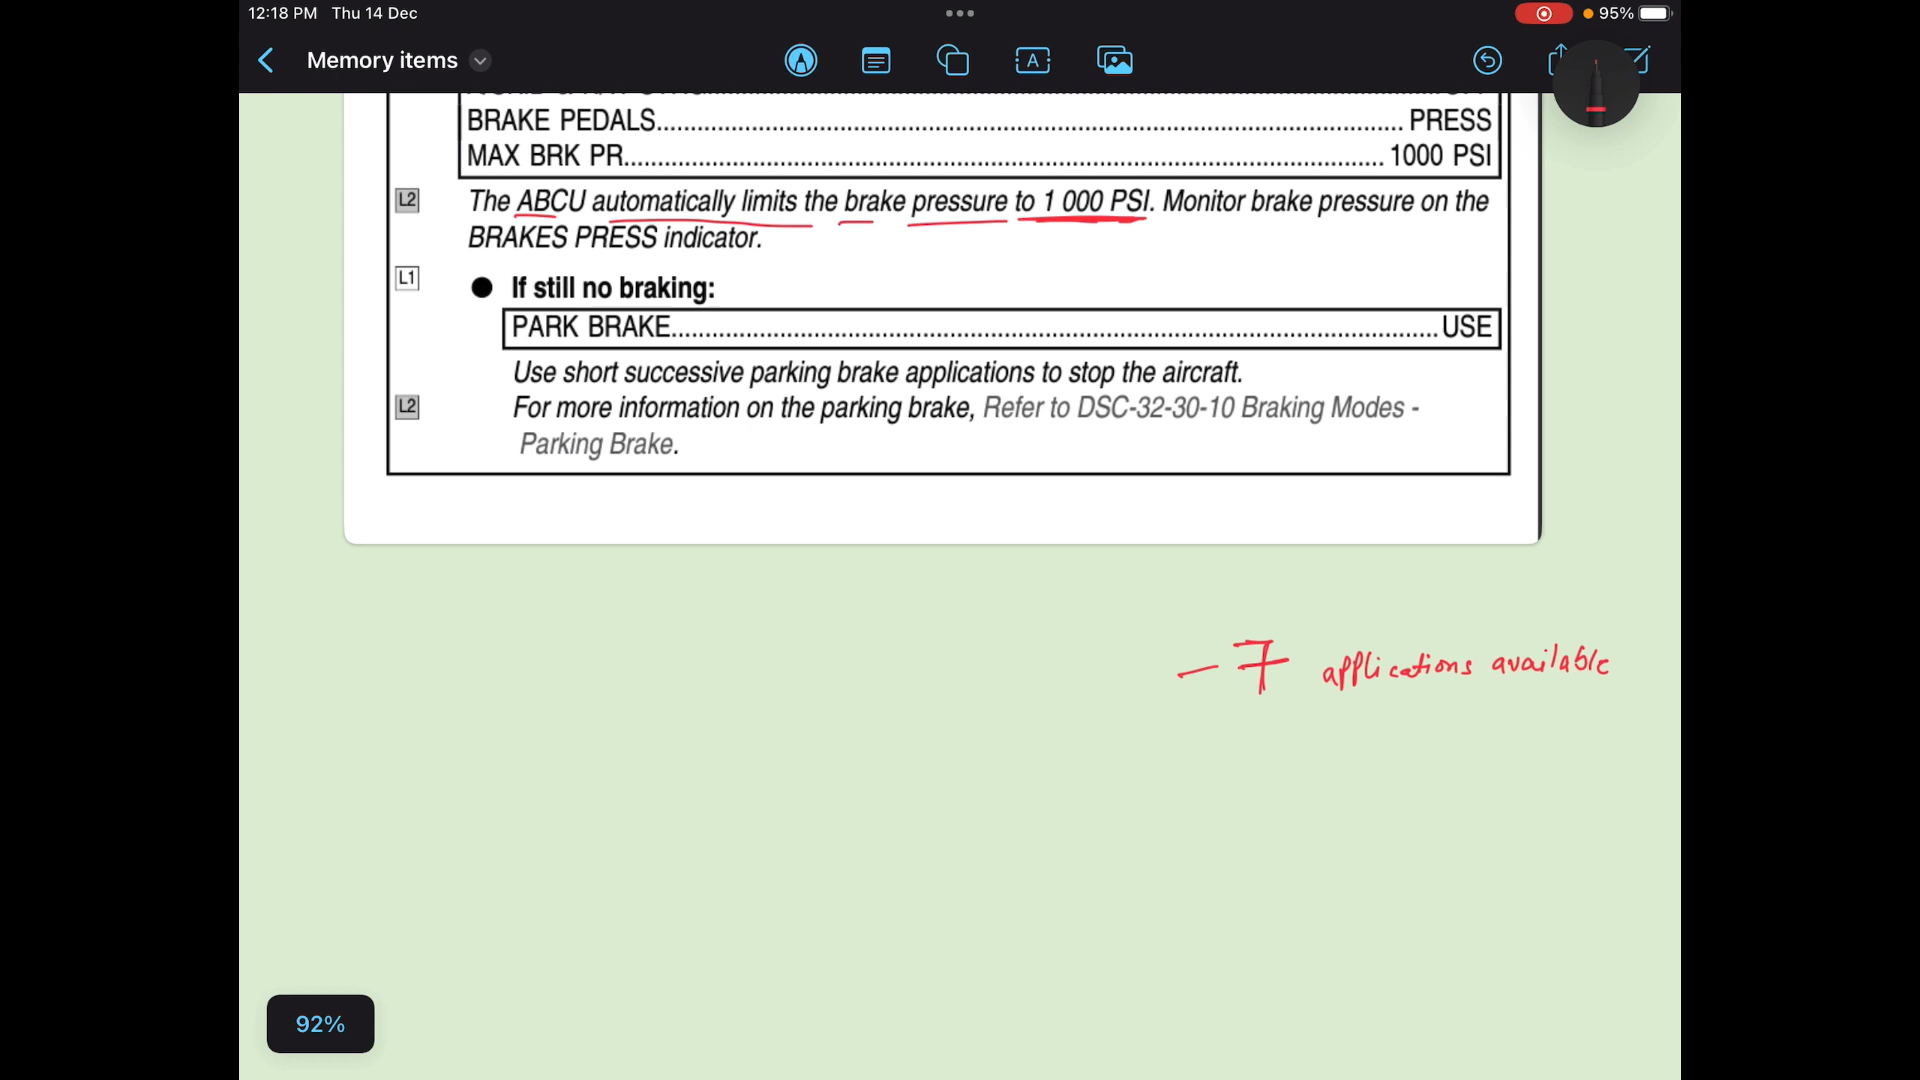 12:18 PM Thu 14 Dec
95%
Memory items
BRAKE PEDALS.......... PRESS
MAX BRK PR.......... 1000 PSI
L2 The ABCU automatically limits the brake pressure to 1 000 PSI. Monitor brake pressure on the
BRAKES PRESS indicator.
L1 ● If still no braking:
PARK BRAKE.......... USE
Use short successive parking brake applications to stop the aircraft.
L2 For more information on the parking brake, Refer to DSC-32-30-10 Braking Modes -
Parking Brake.
— 7 applications available
92%